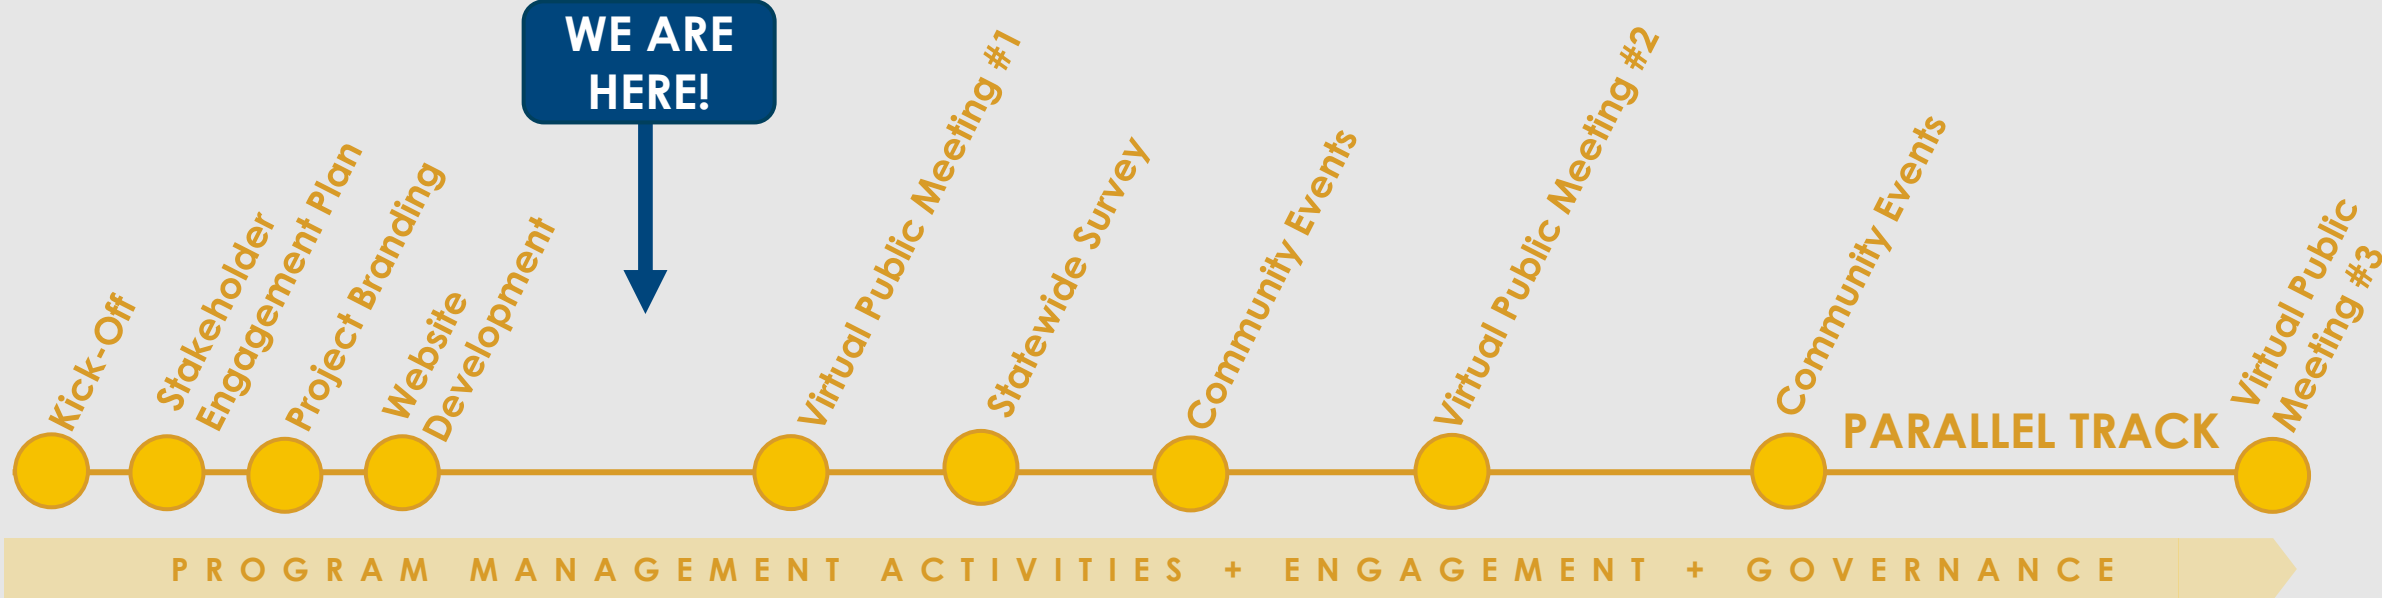 WE ARE
HERE!
Kick-Off
Stakeholder
Engagement Plan
Project Branding
Website
Development
Virtual Public Meeting #1
Statewide Survey
Community Events
Virtual Public Meeting #2
Community Events
Virtual Public
Meeting #3
PARALLEL TRACK
PROGRAM MANAGEMENT ACTIVITIES + ENGAGEMENT + GOVERNANCE